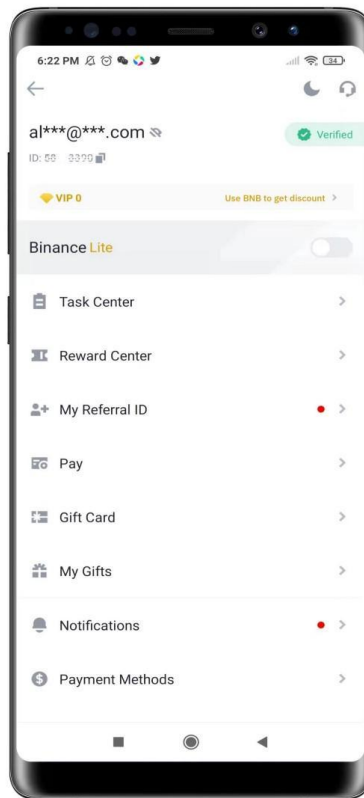 6:22 PM
34
al***@***.com
Verified
ID:
VIP 0
Use BNB to get discount >
Binance Lite
Task Center
Reward Center
My Referral ID
Pay
Gift Card
My Gifts
Notifications
Payment Methods